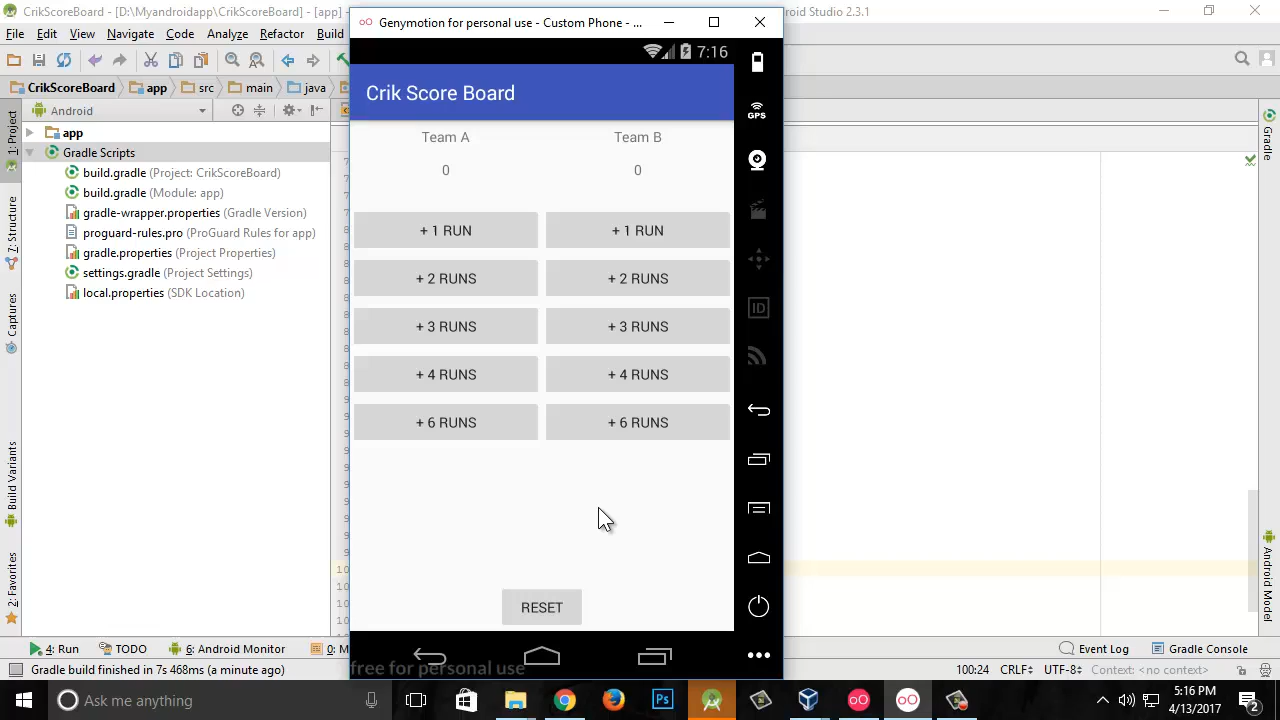 CrikScoreBoard - [D:\Myandroidapp\CrikScoreBoard] - [app]
Android Studio 2.3.1
Genymotion for personal use - Custom Phone - ...
File Edit View Navigate Code Analyze Refactor Build
CrikScoreBoard app src main java
Android
app
Gradle Scripts
build.gradle (Project: CrikScoreBoard)
build.gradle (Module: app)
gradle-wrapper.properties (Gradle Version)
proguard-rules.pro (ProGuard Rules for app)
gradle.properties (Project Properties)
settings.gradle (Project Settings)
local.properties (SDK Location)
1: Project
7: Structure
Captures
Build Variants
2: Favorites
7:16
Crik Score Board
Team A Team B
0 0
+ 1 RUN + 1 RUN
+ 2 RUNS + 2 RUNS
+ 3 RUNS + 3 RUNS
+ 4 RUNS + 4 RUNS
+ 6 RUNS + 6 RUNS
RESET
free for personal use
GPS
ID
Gradle
Android Model
4: Run TODO 6: Android Monitor 0: M
Event Log Gradle Console
Gradle build finished in 7s 468ms (a minute ago)
100:24 CRLF UTF-8 Context: <no context>
Ask me anything
Ps
5:16 PM
4/13/2017
2